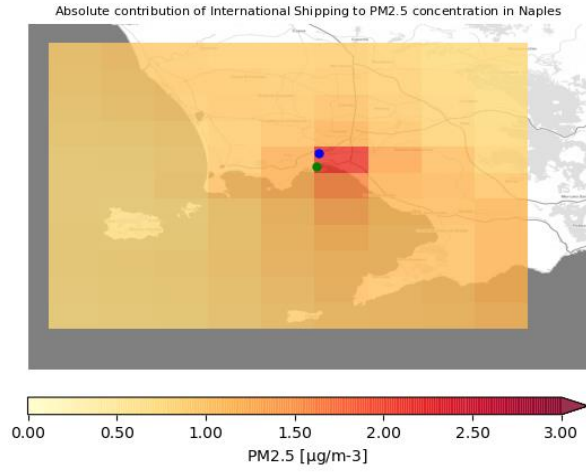 Absolute contribution of International Shipping to PM2.5 concentration in Naples
0.00 0.50 1.00 1.50 2.00 2.50 3.00
PM2.5 [µg/m-3]